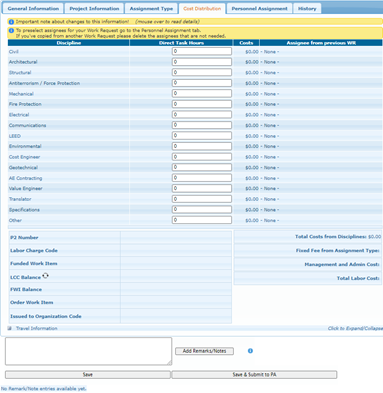 General Information Project Information Assignment Type Cost Distribution Personnel Assignment History
Important note about changes to this information! (mouse over to read details)
To preselect assignees for your Work Request go to the Personnel Assignment tab.
If you've copied from another Work Request please delete the assignees that are not needed.
Discipline Direct Task Hours Costs Assignee from previous WR
Civil 0 $0.00 - None -
Architectural 0 $0.00 - None -
Structural 0 $0.00 - None -
Antiterrorism / Force Protection 0 $0.00 - None -
Mechanical 0 $0.00 - None -
Fire Protection 0 $0.00 - None -
Electrical 0 $0.00 - None -
Communications 0 $0.00 - None -
LEED 0 $0.00 - None -
Environmental 0 $0.00 - None -
Cost Engineer 0 $0.00 - None -
Geotechnical 0 $0.00 - None -
AE Contracting 0 $0.00 - None -
Value Engineer 0 $0.00 - None -
Translator 0 $0.00 - None -
Specifications 0 $0.00 - None -
Other 0 $0.00 - None -
P2 Number Total Costs from Disciplines: $0.00
Labor Charge Code Fixed Fee from Assignment Type:
Funded Work Item Management and Admin Cost:
LCC Balance Total Labor Cost:
FWI Balance
Order Work Item
Issued to Organization Code
Travel Information Click to Expand/Collapse
Add Remarks/Notes
Save Save & Submit to PA
No Remark/Note entries available yet.